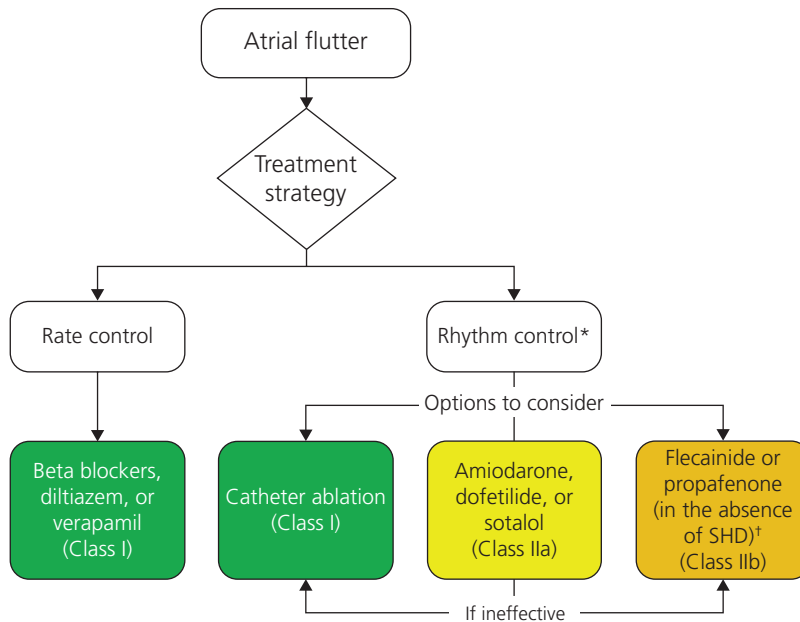 Atrial flutter
Treatment
strategy
Rate control
Rhythm control*
Options to consider
Beta blockers,
diltiazem, or
verapamil
(Class I)
Catheter ablation
(Class I)
Amiodarone,
dofetilide, or
sotalol
(Class IIa)
Flecainide or
propafenone
(in the absence
of SHD)†
(Class IIb)
If ineffective